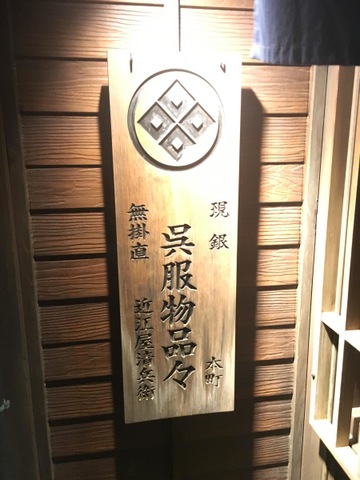 現銀
本町
呉服物品々
無掛直
近江屋清兵衛